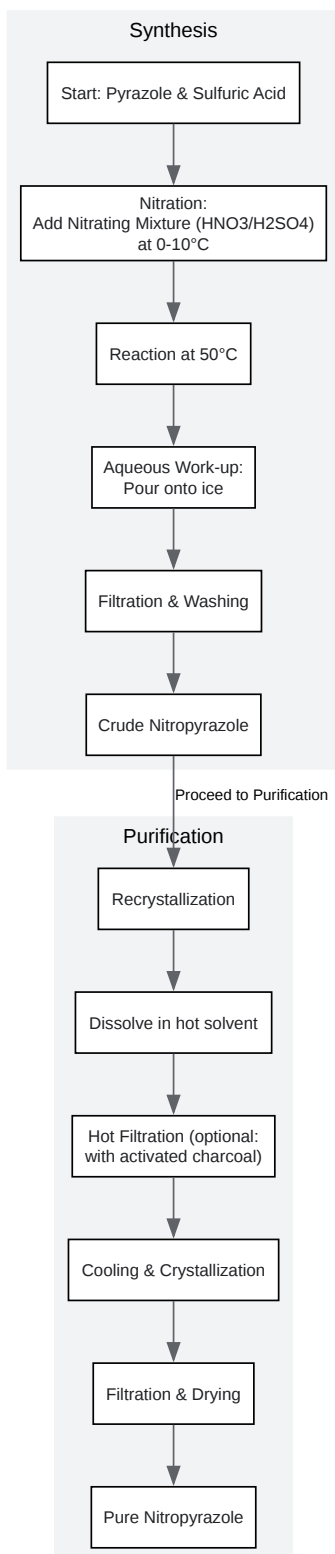 Synthesis
Start: Pyrazole & Sulfuric Acid
Nitration:
Add Nitrating Mixture (HNO3/H2SO4)
at 0-10°C
Reaction at 50°C
Aqueous Work-up:
Pour onto ice
Filtration & Washing
Crude Nitropyrazole
Proceed to Purification
Purification
Recrystallization
Dissolve in hot solvent
Hot Filtration (optional:
with activated charcoal)
Cooling & Crystallization
Filtration & Drying
Pure Nitropyrazole